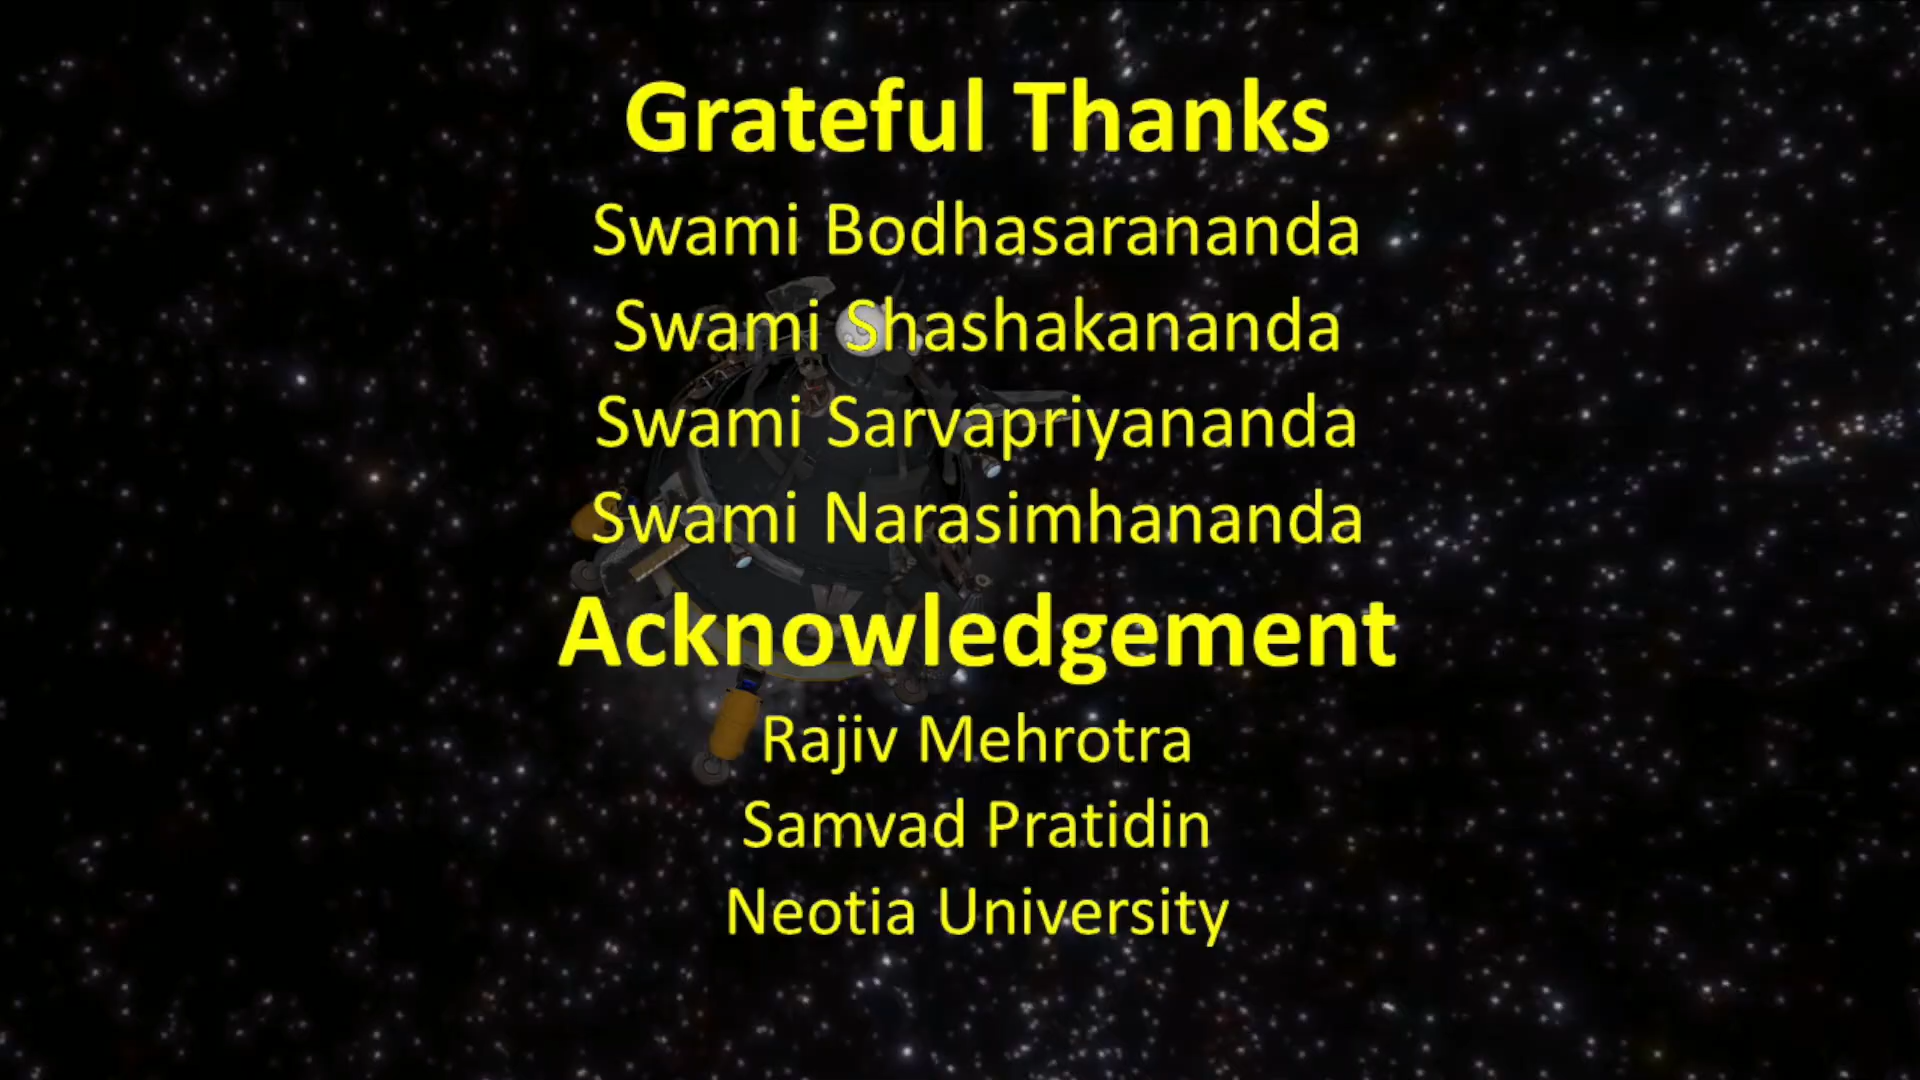 Grateful Thanks
Swami Bodhasarananda
Swami Shashakananda
Swami Sarvapriyananda
Swami Narasimhananda
Acknowledgement
Rajiv Mehrotra
Samvad Pratidin
Neotia University